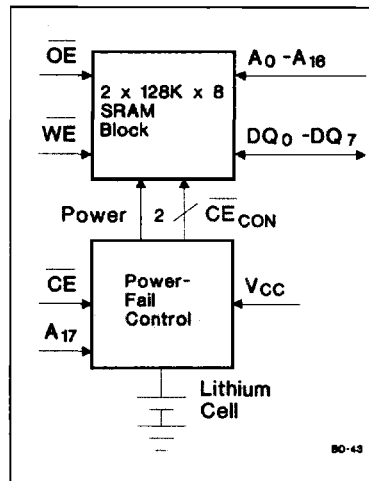 OE
A0 -A16
2 x 128K x 8
SRAM
Block
WE
DQ0 -DQ7
Power 2 CECON
CE
Power-
Fail
Control
VCC
A17
Lithium
Cell
BD-43